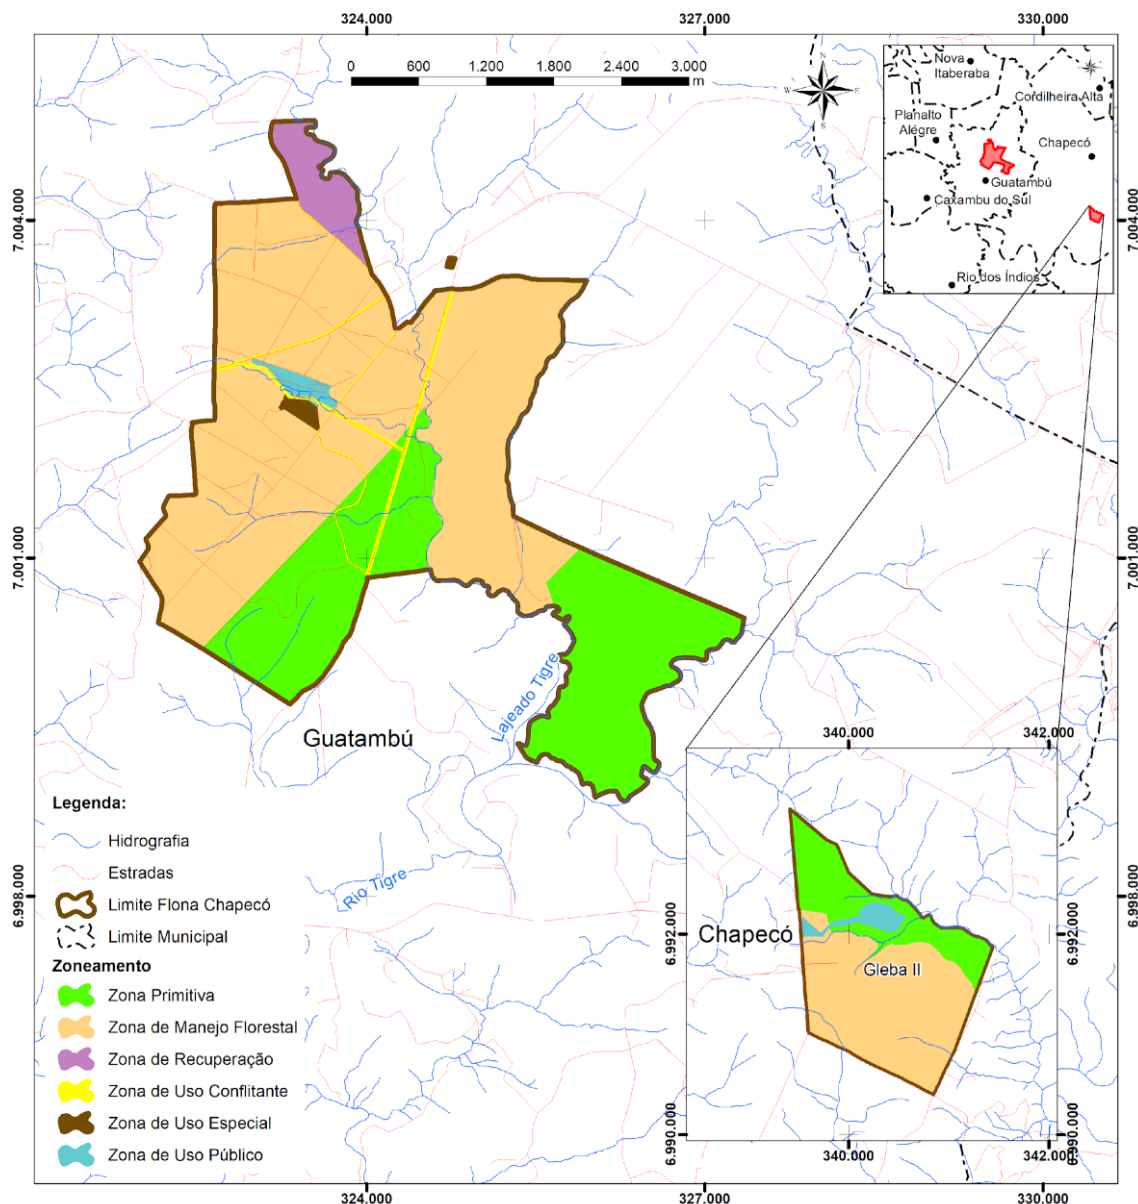 324.000
327.000
330.000
0
600
1.200
1.800
2.400
3.000
m
N
W
E
S
Nova
Itaberaba
Cordilheira Alta
Planalto
Alegre
Chapecó
Guatambú
Caxambu do Sul
Rio dos Índios
7.004.000
7.004.000
7.001.000
7.001.000
Lajeado Tigre
Guatambú
340.000
342.000
Legenda:
Hidrografia
Estradas
Limite Flona Chapecó
Limite Municipal
Zoneamento
Zona Primitiva
Zona de Manejo Florestal
Zona de Recuperação
Zona de Uso Conflitante
Zona de Uso Especial
Zona de Uso Público
Rio Tigre
6.998.000
6.998.000
Chapecó
6.992.000
6.992.000
Gleba II
6.990.000
6.990.000
340.000
342.000
324.000
327.000
330.000